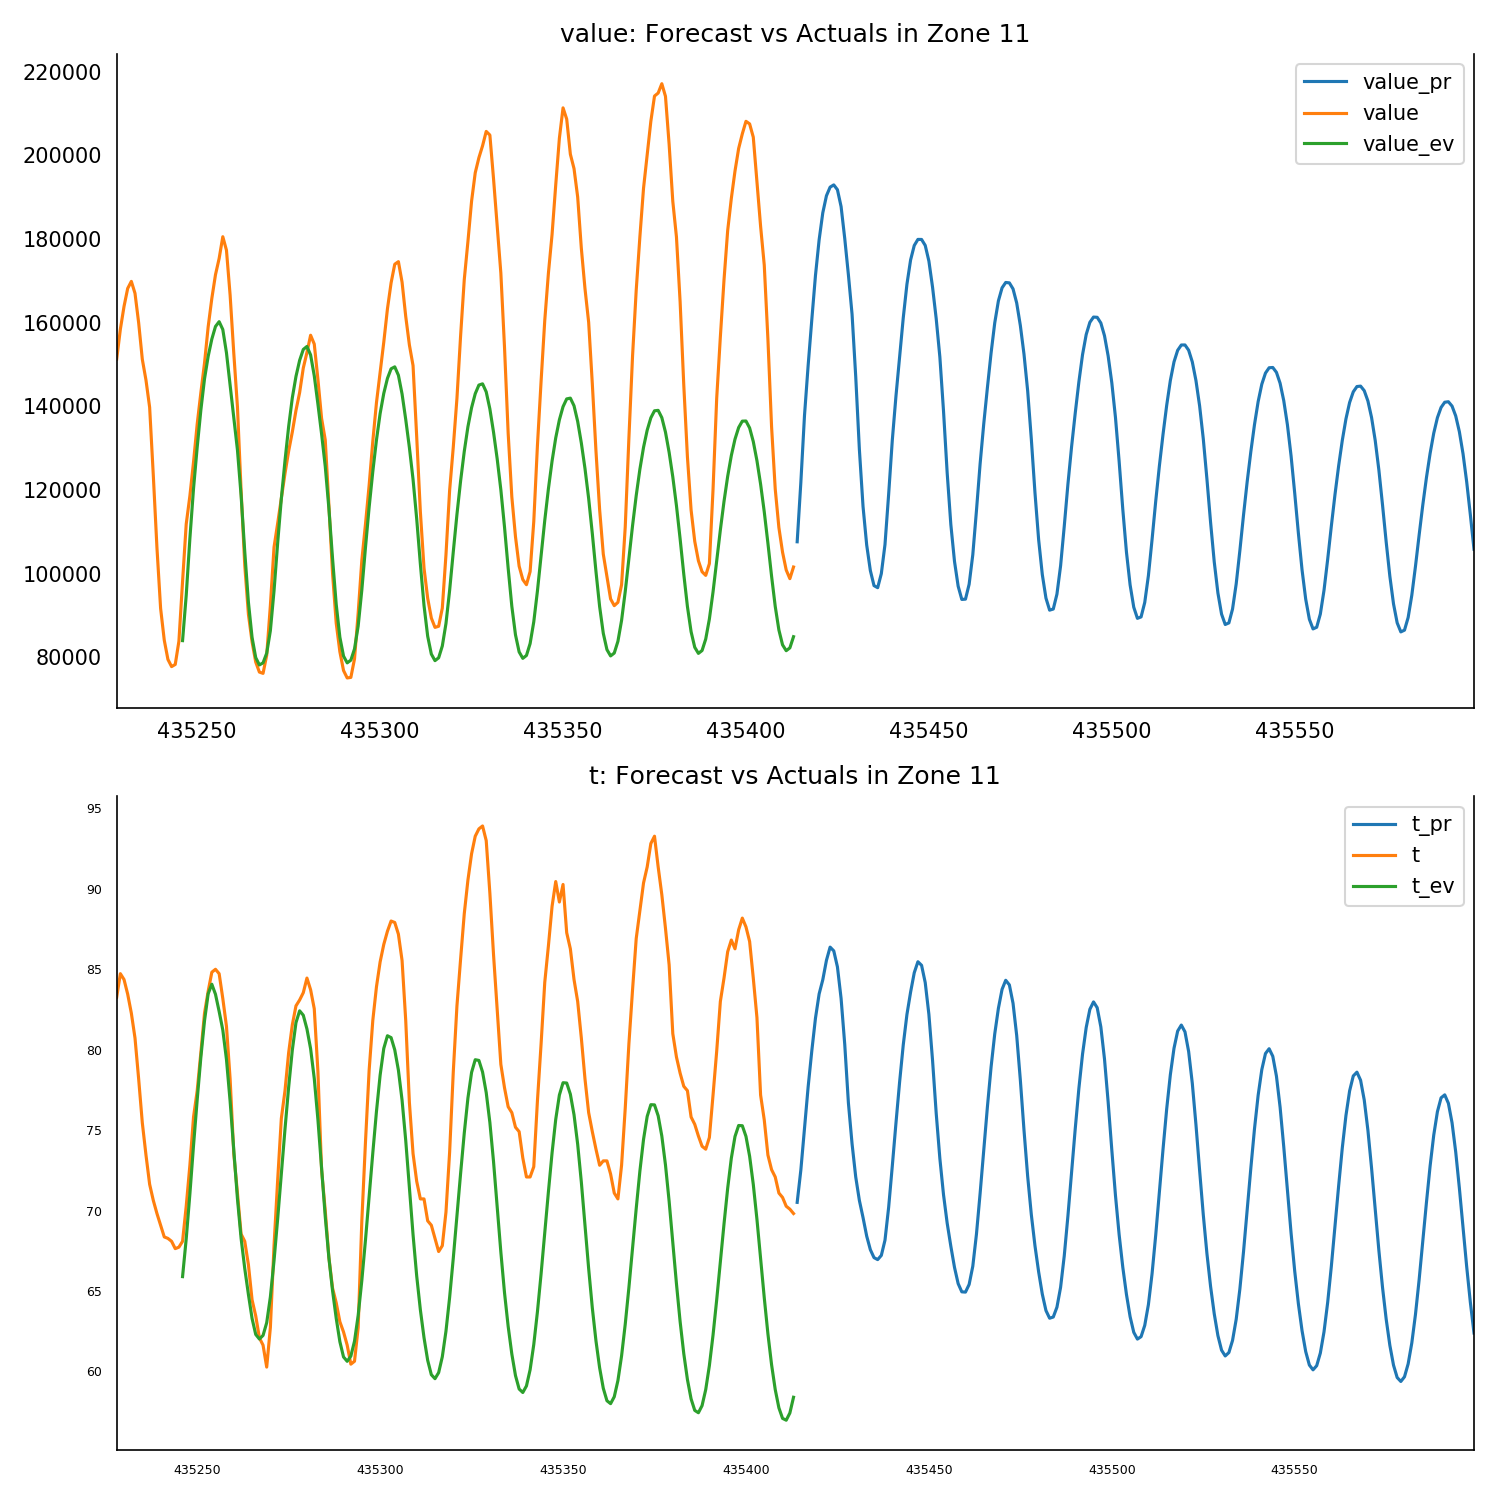 value: Forecast vs Actuals in Zone 11
220000
200000
180000
160000
140000
120000
100000
80000
value_pr
value
value_ev
435250 435300 435350 435400 435450 435500 435550
t: Forecast vs Actuals in Zone 11
95
90
85
80
75
70
65
60
t_pr
t
t_ev
435250 435300 435350 435400 435450 435500 435550